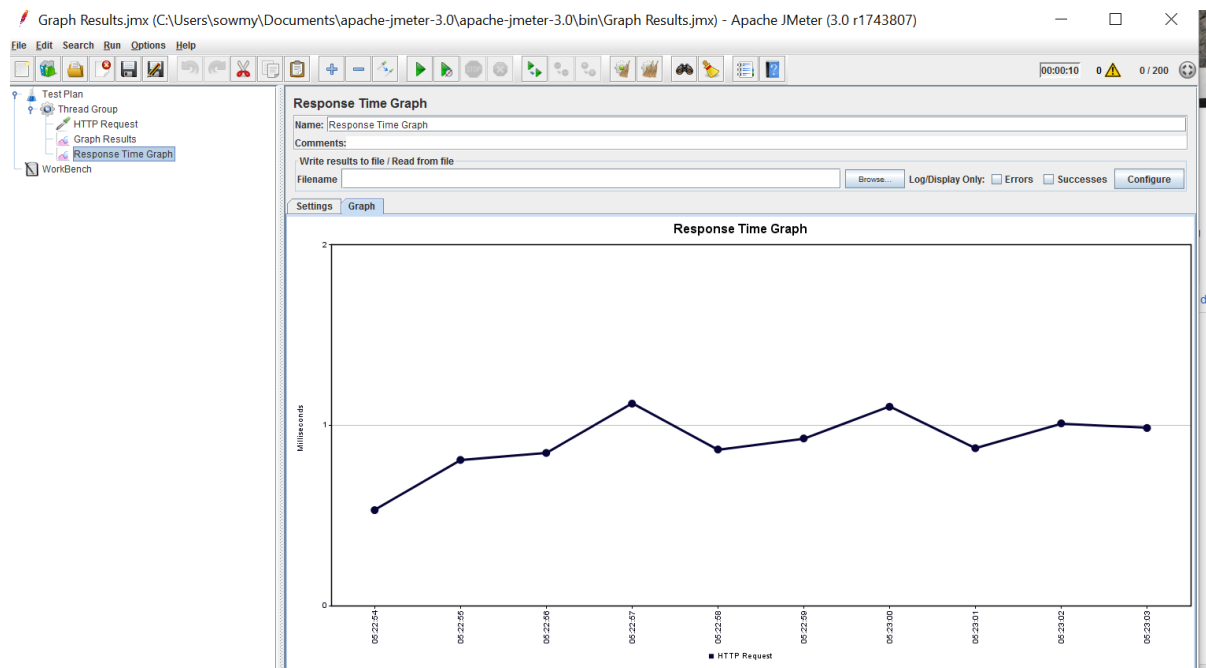 Graph Results.jmx (C:\Users\sowmy\Documents\apache-jmeter-3.0\apache-jmeter-3.0\bin\Graph Results.jmx) - Apache JMeter (3.0 r1743807)
File Edit Search Run Options Help
00:00:10 0 0 / 200
Test Plan
Thread Group
HTTP Request
Graph Results
Response Time Graph
WorkBench
Response Time Graph
Name: Response Time Graph
Comments:
Write results to file / Read from file
Filename Browse... Log/Display Only: Errors Successes Configure
Settings Graph
Response Time Graph
2
1
0
Milliseconds
05:22:54 05:22:55 05:22:56 05:22:57 05:22:58 05:22:59 05:23:00 05:23:01 05:23:02 05:23:03
HTTP Request